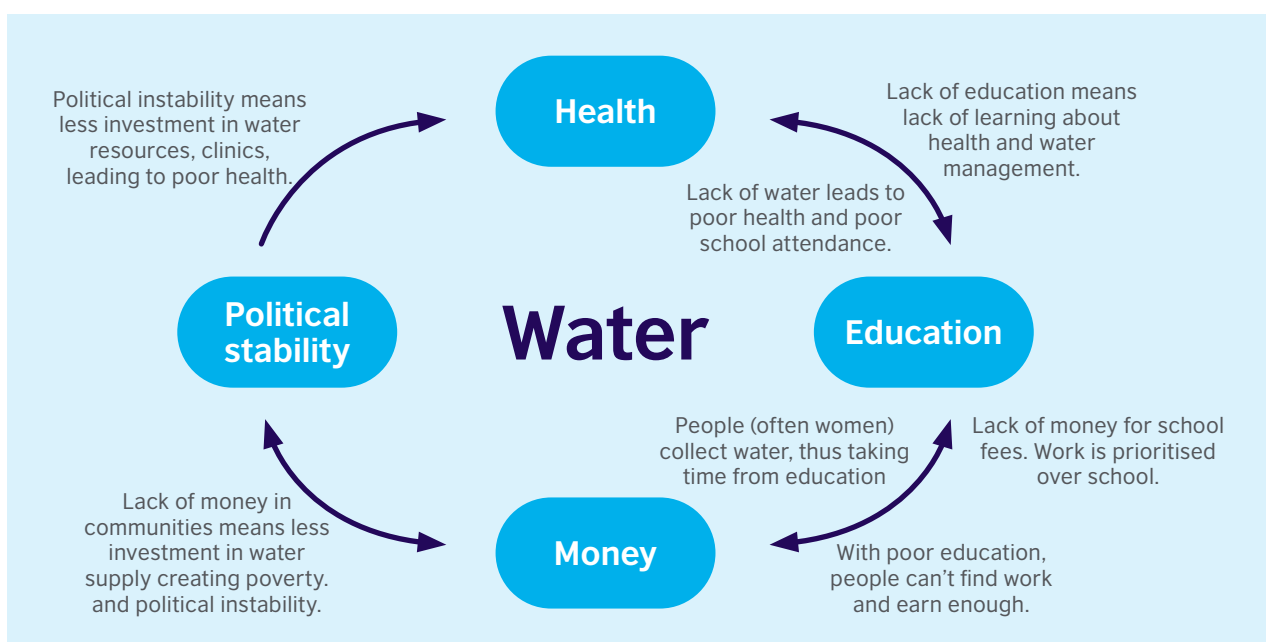 Health
Political instability means
less investment in water
resources, clinics,
leading to poor health.
Lack of education means
lack of learning about
health and water
management.
Lack of water leads to
poor health and poor
school attendance.
Political
stability
Water
Education
People (often women)
collect water, thus taking
time from education
Lack of money for school
fees. Work is prioritised
over school.
Lack of money in
communities means less
investment in water
supply creating poverty.
and political instability.
Money
With poor education,
people can’t find work
and earn enough.